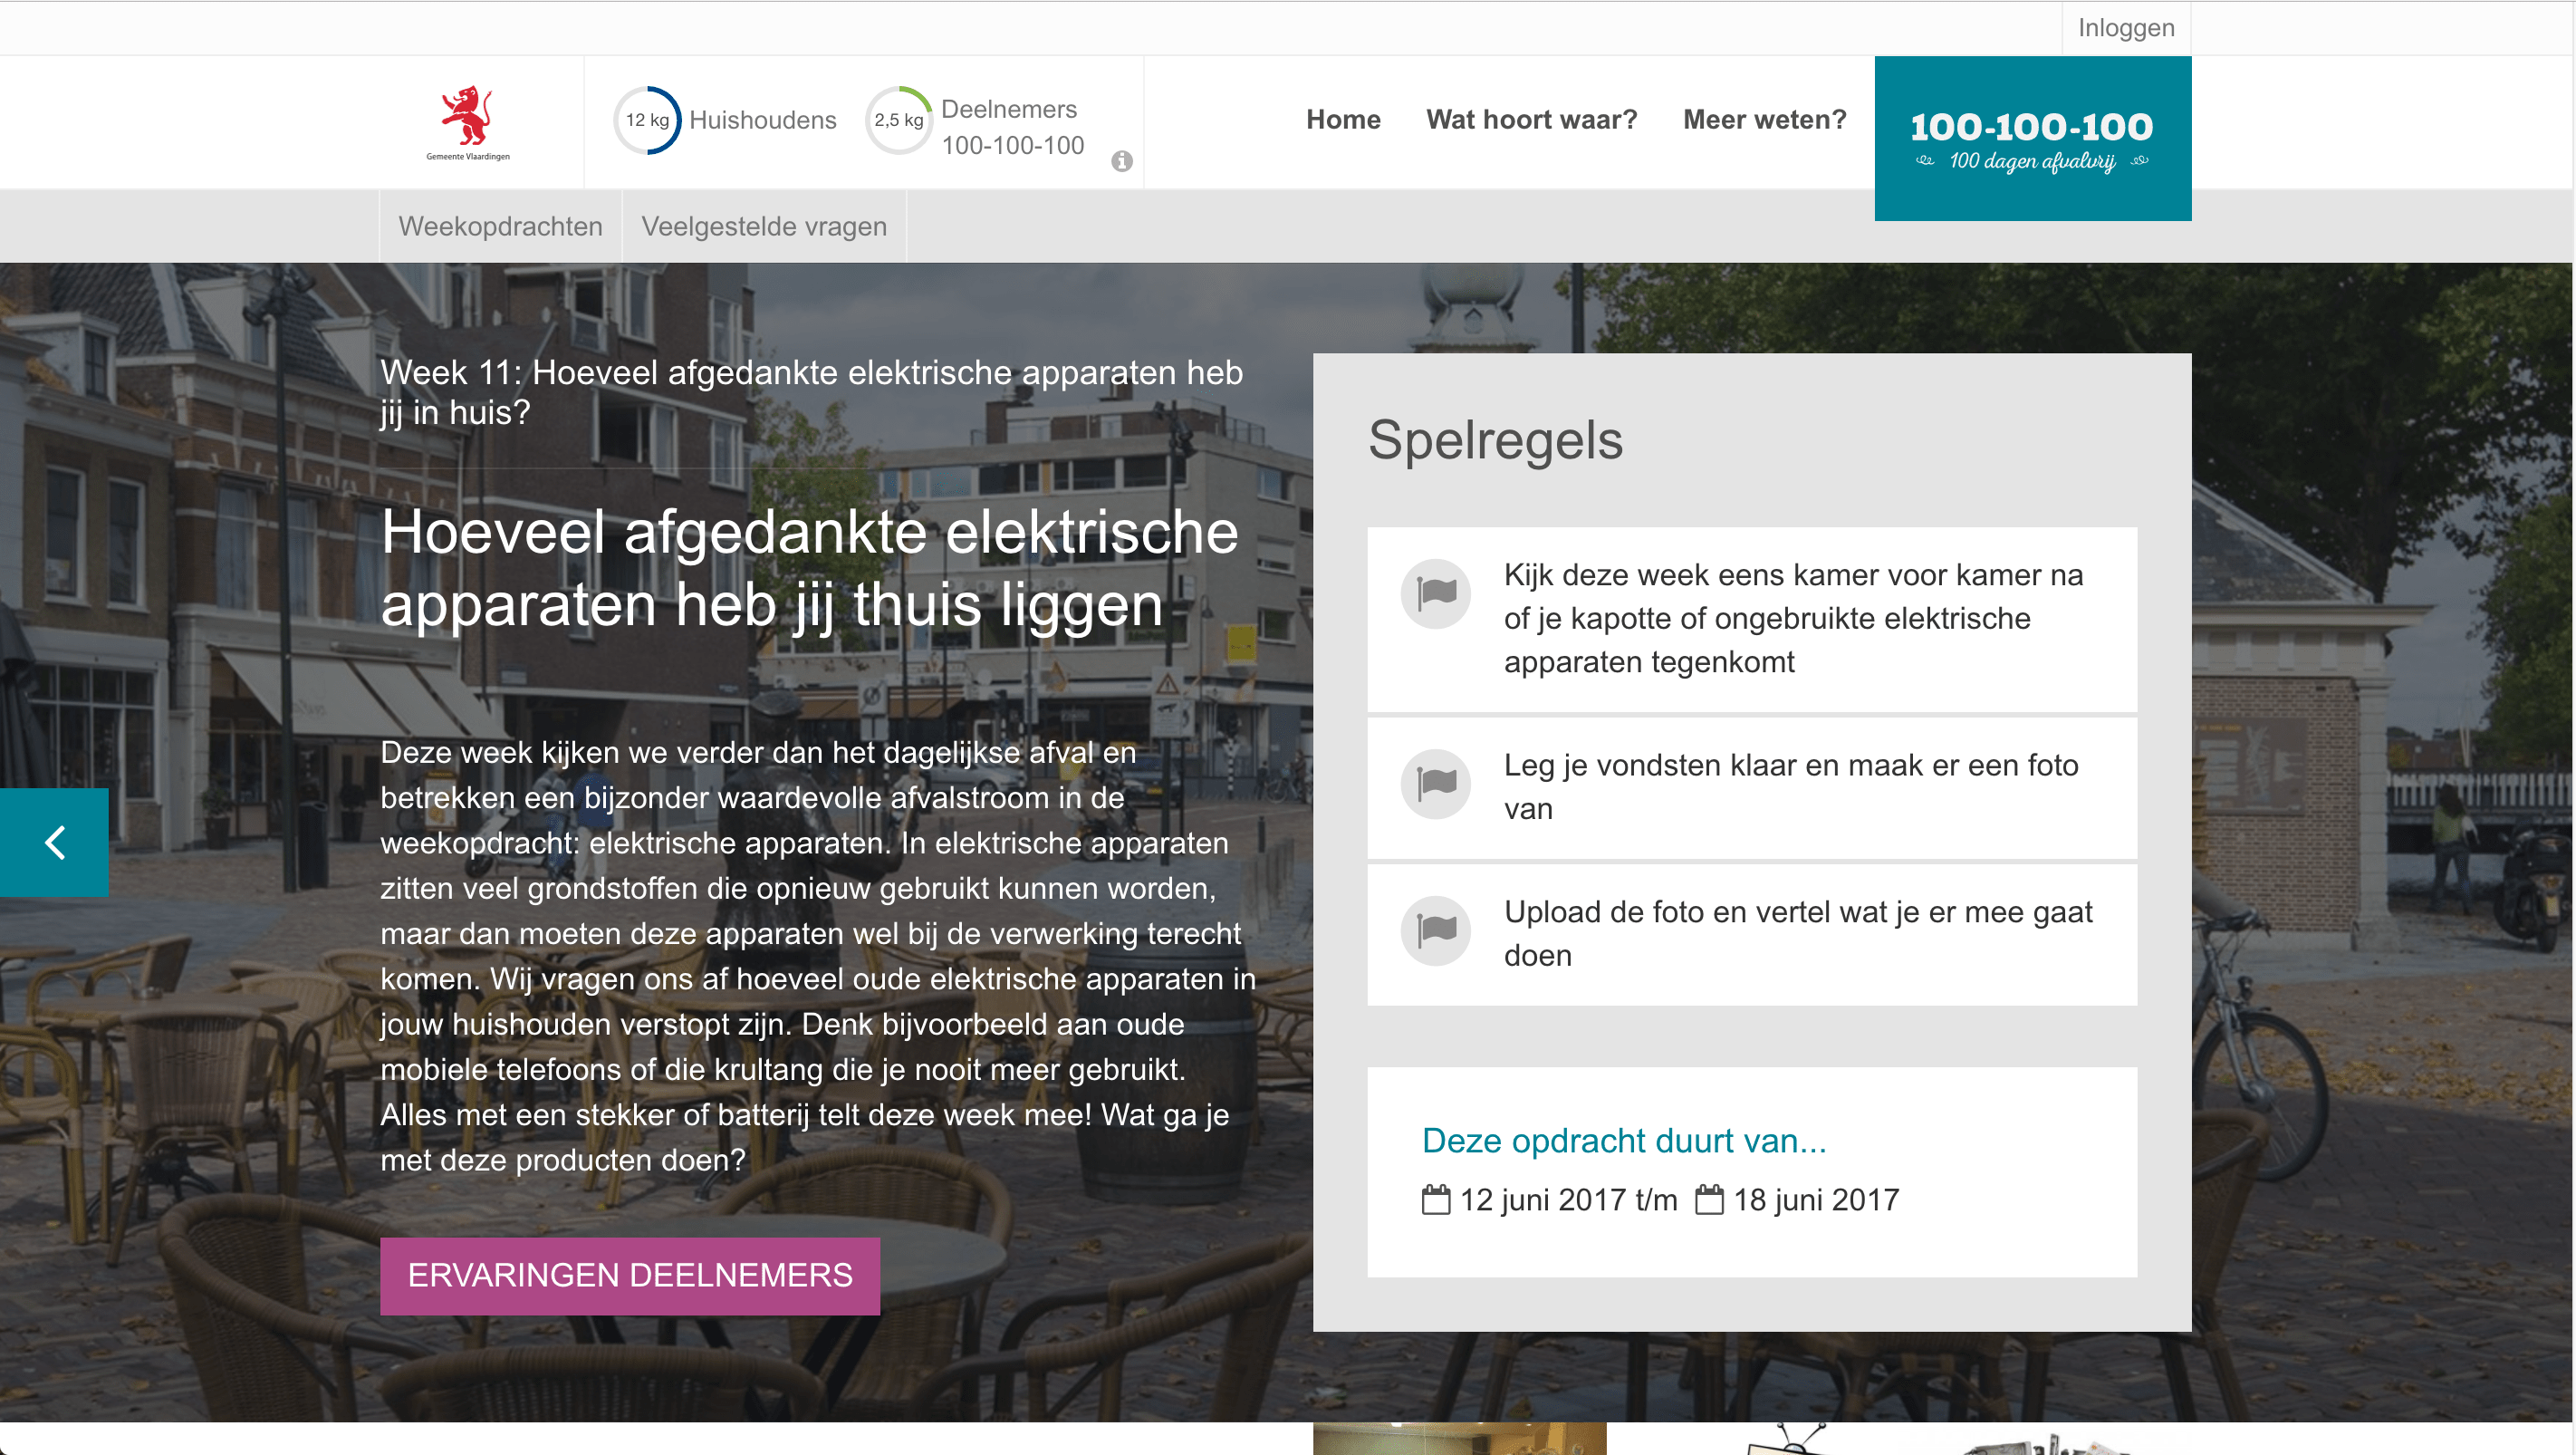 Inloggen
Gemeente Vlaardingen
12 kg
Huishoudens
2,5 kg
Deelnemers
100-100-100
Home
Wat hoort waar?
Meer weten?
100-100-100
100 dagen afvalvrij
Weekopdrachten
Veelgestelde vragen
Week 11: Hoeveel afgedankte elektrische apparaten heb
jij in huis?
Hoeveel afgedankte elektrische
apparaten heb jij thuis liggen
Deze week kijken we verder dan het dagelijkse afval en
betrekken een bijzonder waardevolle afvalstroom in de
weekopdracht: elektrische apparaten. In elektrische apparaten
zitten veel grondstoffen die opnieuw gebruikt kunnen worden,
maar dan moeten deze apparaten wel bij de verwerking terecht
komen. Wij vragen ons af hoeveel oude elektrische apparaten in
jouw huishouden verstopt zijn. Denk bijvoorbeeld aan oude
mobiele telefoons of die krultang die je nooit meer gebruikt.
Alles met een stekker of batterij telt deze week mee! Wat ga je
met deze producten doen?
ERVARINGEN DEELNEMERS
Spelregels
Kijk deze week eens kamer voor kamer na
of je kapotte of ongebruikte elektrische
apparaten tegenkomt
Leg je vondsten klaar en maak er een foto
van
Upload de foto en vertel wat je er mee gaat
doen
Deze opdracht duurt van...
12 juni 2017 t/m 18 juni 2017